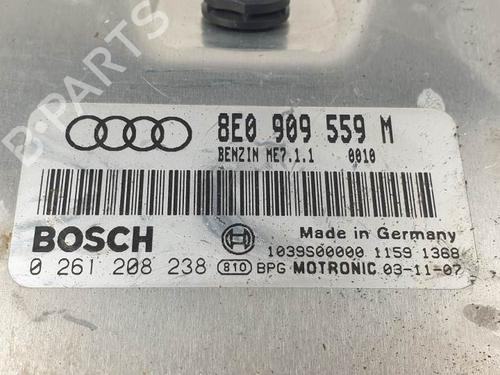 B-PARTS
8E0 909 559 M
BENZIN ME7.1.1 0010
BOSCH
Made in Germany
1039S00000 1159 1368
0 261 208 238 810 BPG MOTRONIC 03-11-07